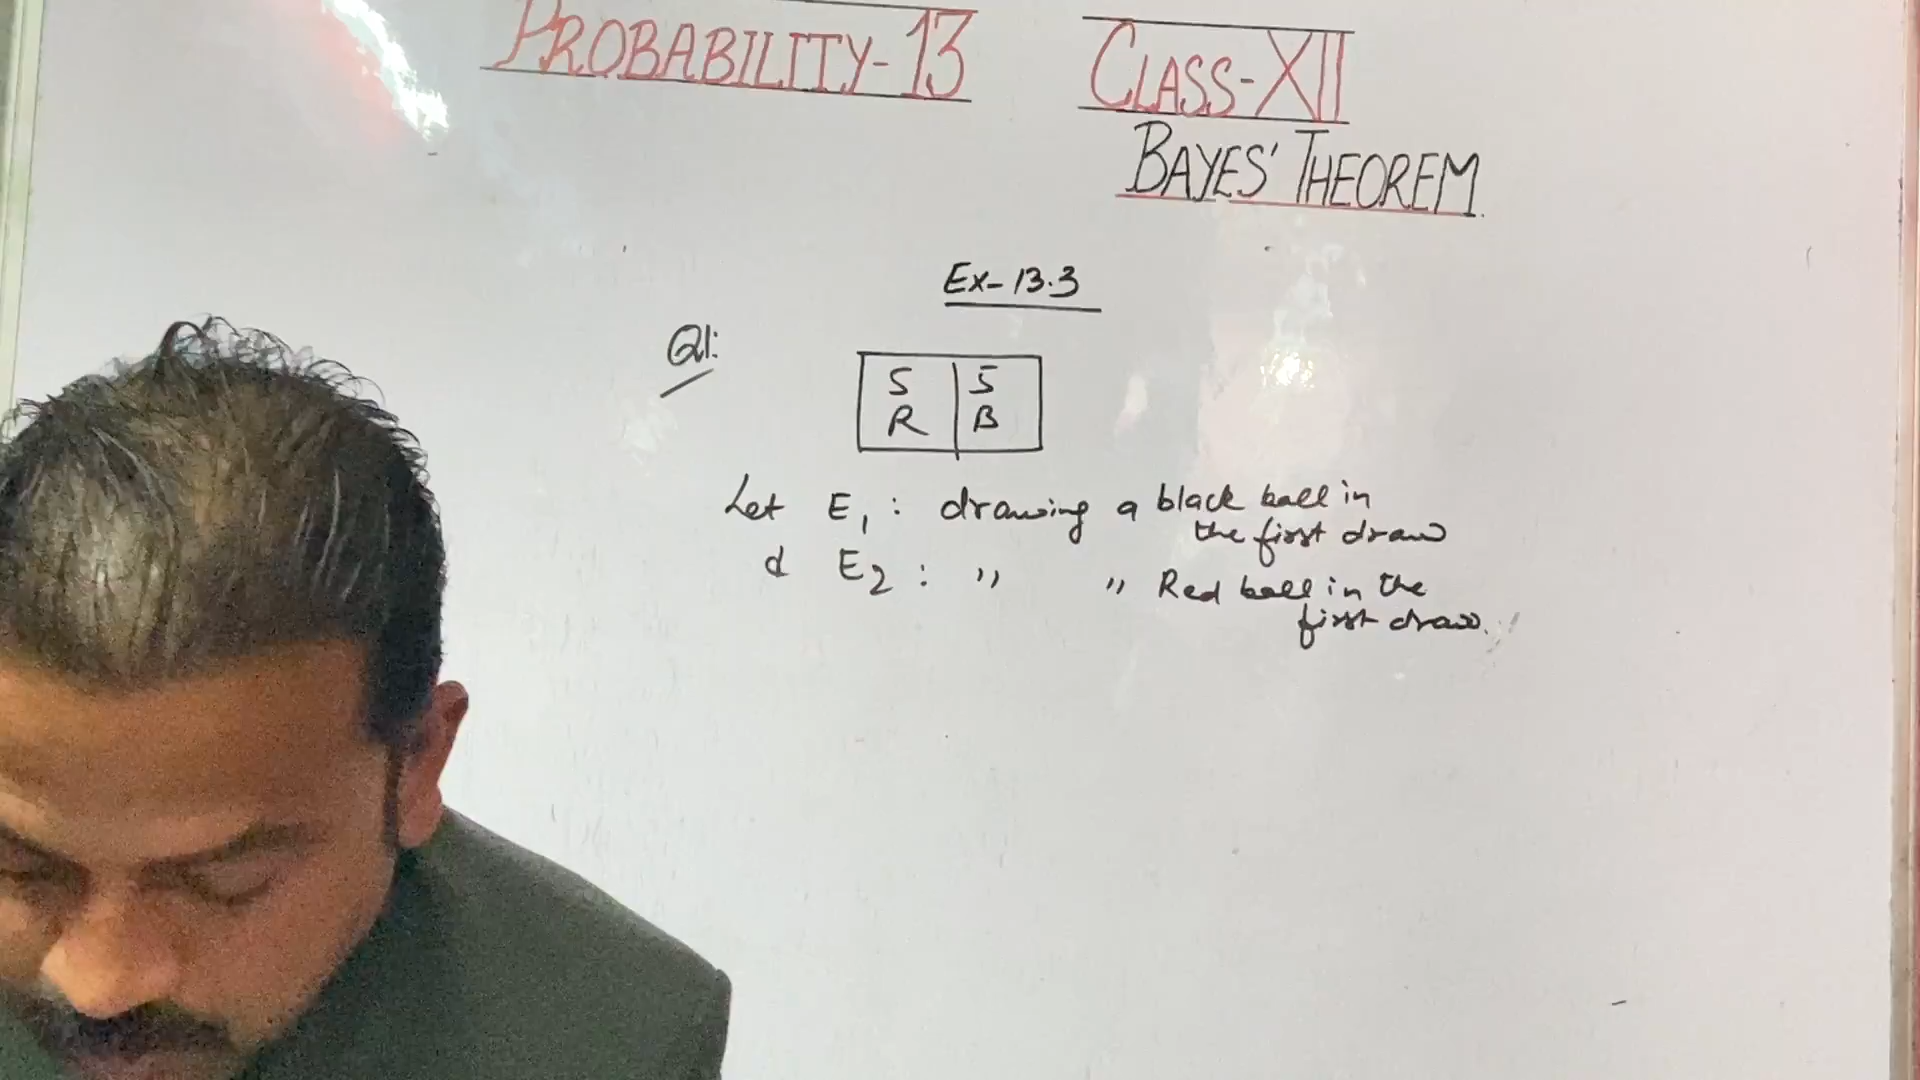 PROBABILITY-13 CLASS-XII
BAYES' THEOREM.
Ex-13.3
Q1:
5 5
R B
Let E₁ : drawing a black ball in
the first draw
& E₂ : ,, ,, Red ball in the
first draw.